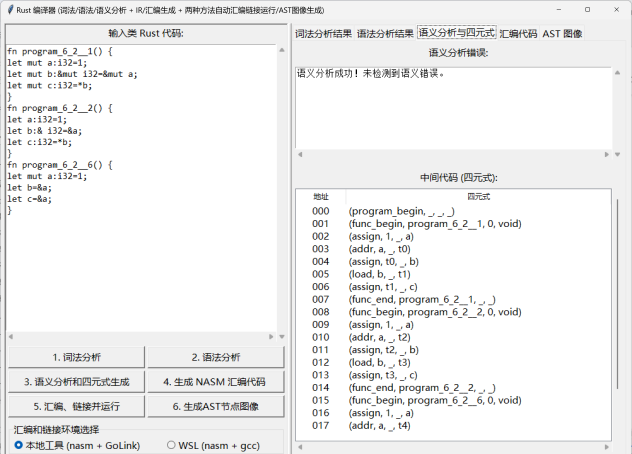 Rust 编译器 (词法/语法/语义分析 + IR/汇编生成 + 两种方法自动汇编链接运行/AST图像生成)
输入类 Rust 代码:
fn program_6_2__1() {
let mut a:i32=1;
let mut b:&mut i32=&mut a;
let mut c:i32=*b;
}
fn program_6_2__2() {
let a:i32=1;
let b:& i32=&a;
let c:i32=*b;
}
fn program_6_2__6() {
let mut a:i32=1;
let b=&a;
let c=&a;
}
1. 词法分析
2. 语法分析
3. 语义分析和四元式生成
4. 生成 NASM 汇编代码
5. 汇编、链接并运行
6. 生成AST节点图像
汇编和链接环境选择
本地工具 (nasm + GoLink)
WSL (nasm + gcc)
词法分析结果 语法分析结果 语义分析与四元式 汇编代码 AST 图像
语义分析错误:
语义分析成功! 未检测到语义错误。
中间代码 (四元式):
地址 四元式
000 (program_begin, _, _, _)
001 (func_begin, program_6_2__1, 0, void)
002 (assign, 1, _, a)
003 (addr, a, _, t0)
004 (assign, t0, _, b)
005 (load, b, _, t1)
006 (assign, t1, _, c)
007 (func_end, program_6_2__1, _, _)
008 (func_begin, program_6_2__2, 0, void)
009 (assign, 1, _, a)
010 (addr, a, _, t2)
011 (assign, t2, _, b)
012 (load, b, _, t3)
013 (assign, t3, _, c)
014 (func_end, program_6_2__2, _, _)
015 (func_begin, program_6_2__6, 0, void)
016 (assign, 1, _, a)
017 (addr, a, _, t4)